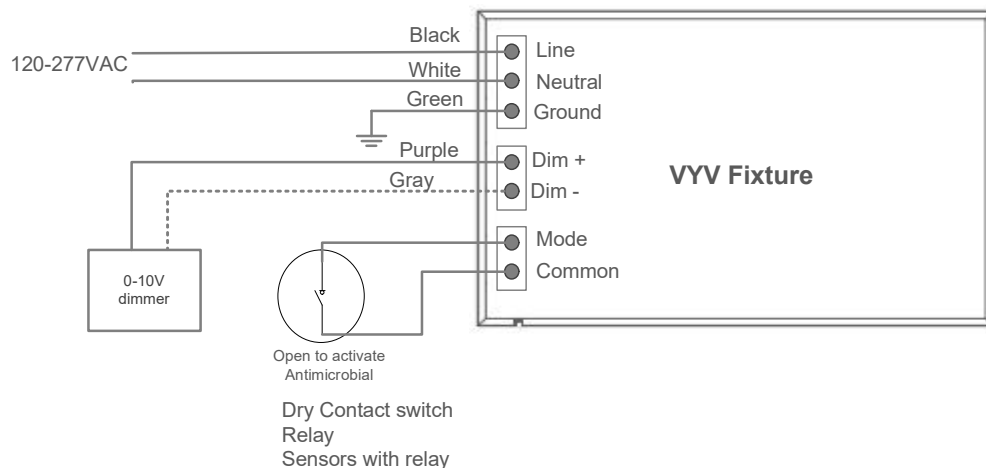 120-277VAC
Black
White
Green
Purple
Gray
Line
Neutral
Ground
Dim +
Dim -
Mode
Common
VYV Fixture
0-10V
dimmer
Open to activate
Antimicrobial
Dry Contact switch
Relay
Sensors with relay